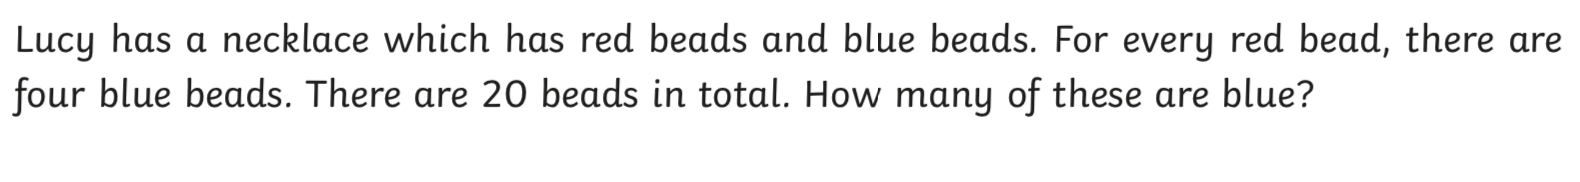 Lucy has a necklace which has red beads and blue beads. For every red bead, there are
four blue beads. There are 20 beads in total. How many of these are blue?